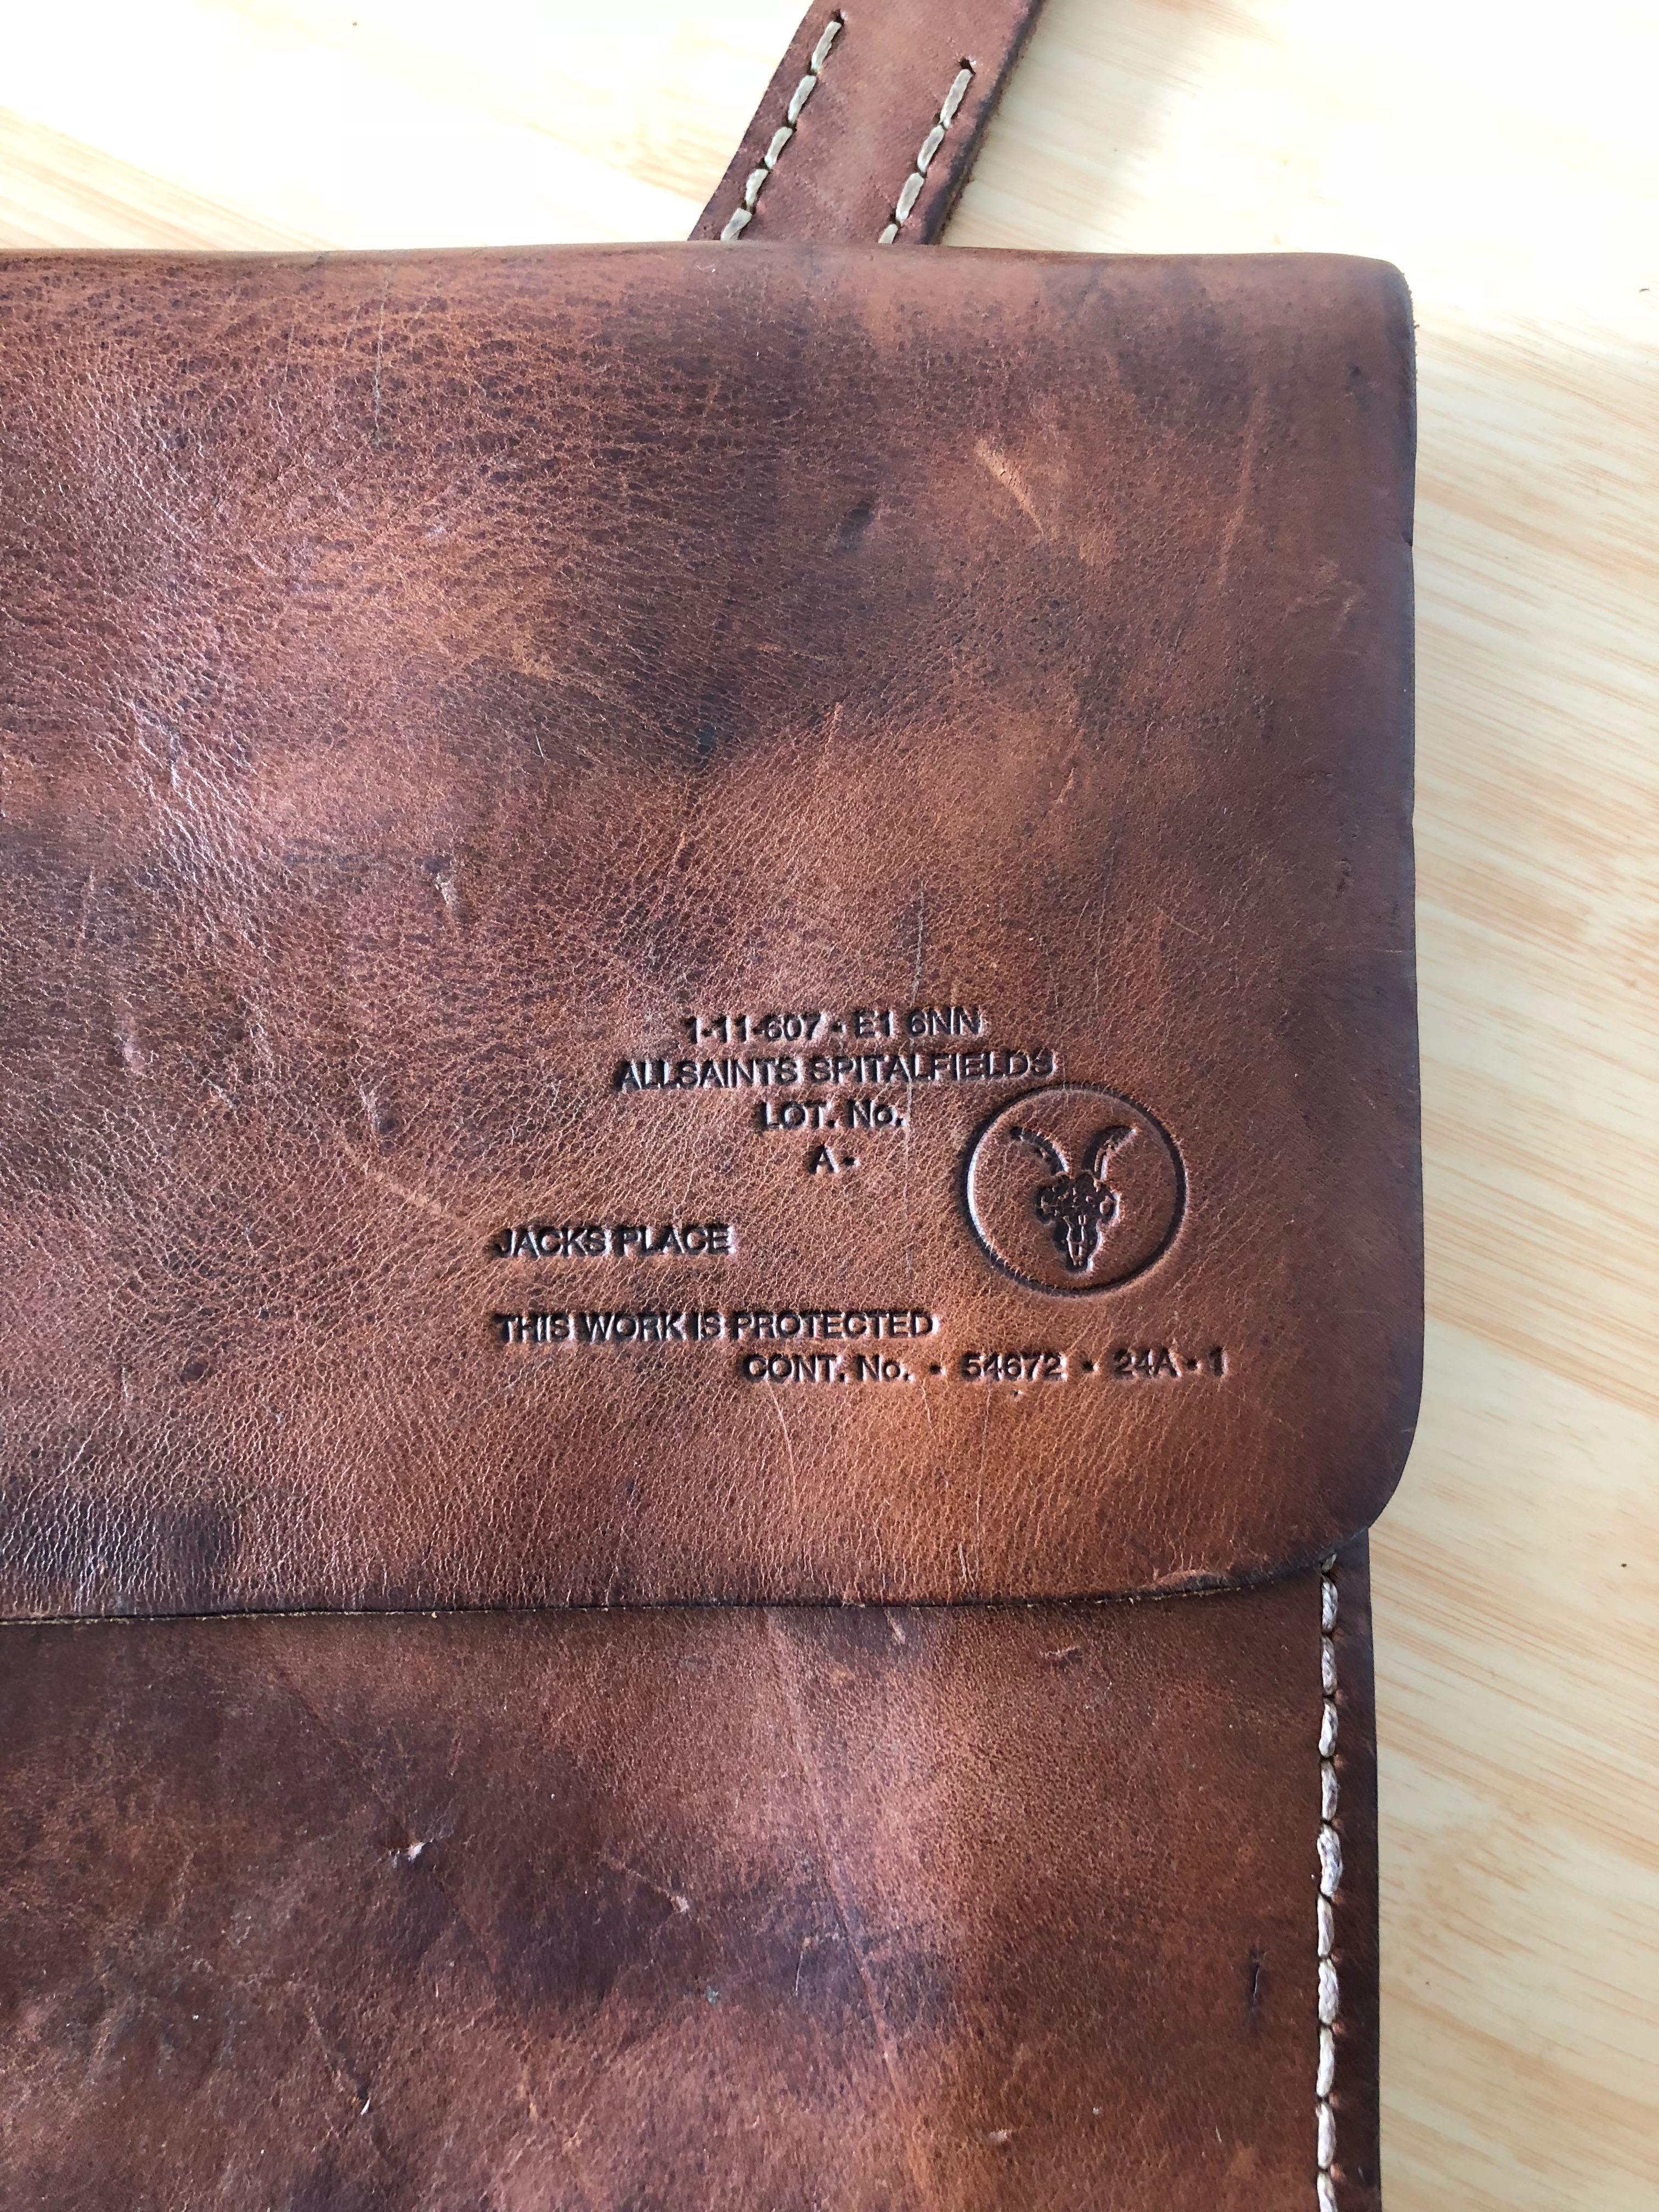 1-11-607 - E1 6NN
ALLSAINTS SPITALFIELDS
LOT. No.
A -
JACKS PLACE
THIS WORK IS PROTECTED
CONT. No. - 54672 - 24A - 1